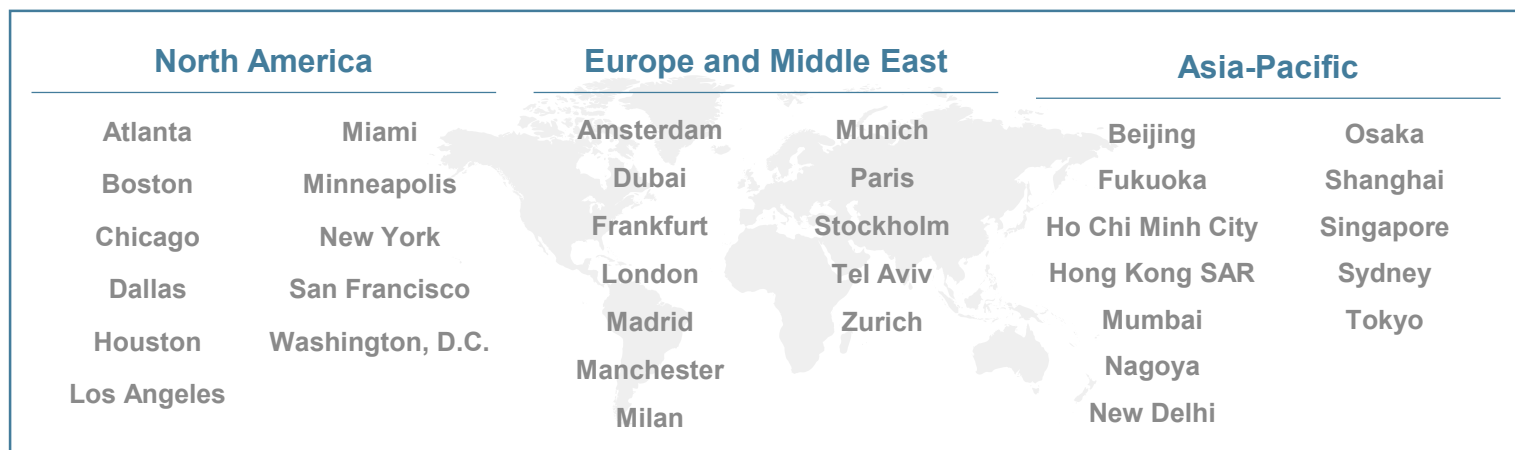 North America
Atlanta
Boston
Chicago
Dallas
Houston
Los Angeles
Miami
Minneapolis
New York
San Francisco
Washington, D.C.
Europe and Middle East
Amsterdam
Dubai
Frankfurt
London
Madrid
Manchester
Milan
Munich
Paris
Stockholm
Tel Aviv
Zurich
Asia-Pacific
Beijing
Fukuoka
Ho Chi Minh City
Hong Kong SAR
Mumbai
Nagoya
New Delhi
Osaka
Shanghai
Singapore
Sydney
Tokyo